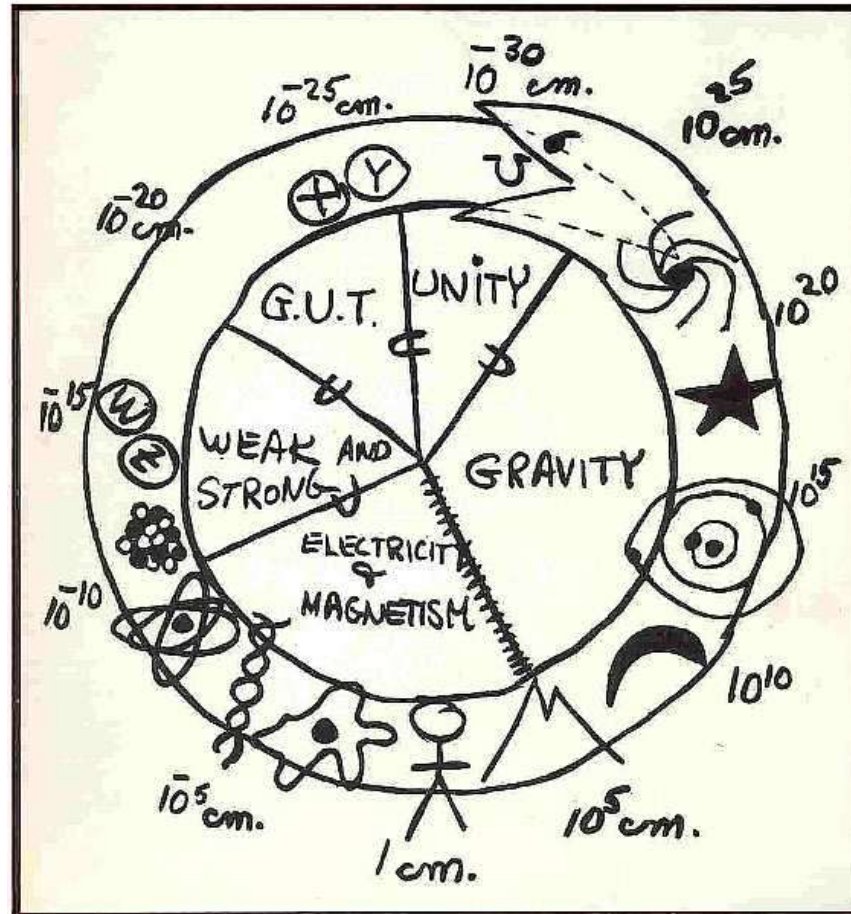 10^-30 cm.
10^-25 cm.
10^25 cm.
10^-20 cm.
X
Y
G.U.T.
UNITY
10^20
10^-15
W
Z
WEAK AND
STRONG
GRAVITY
10^15
ELECTRICITY
&
MAGNETISM
10^-10
10^10
10^-5 cm.
10^5 cm.
1 cm.